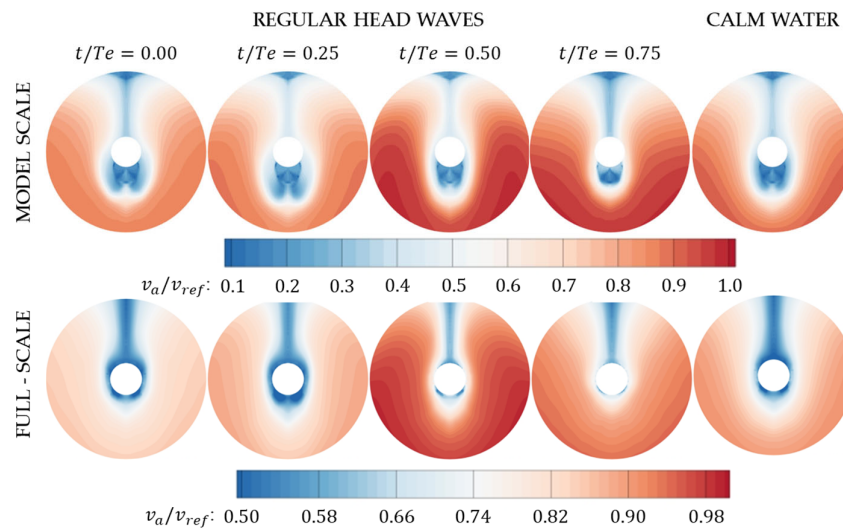 REGULAR HEAD WAVES CALM WATER
t/Te = 0.00 t/Te = 0.25 t/Te = 0.50 t/Te = 0.75
MODEL SCALE
v_a/v_ref: 0.1 0.2 0.3 0.4 0.5 0.6 0.7 0.8 0.9 1.0
FULL - SCALE
v_a/v_ref: 0.50 0.58 0.66 0.74 0.82 0.90 0.98